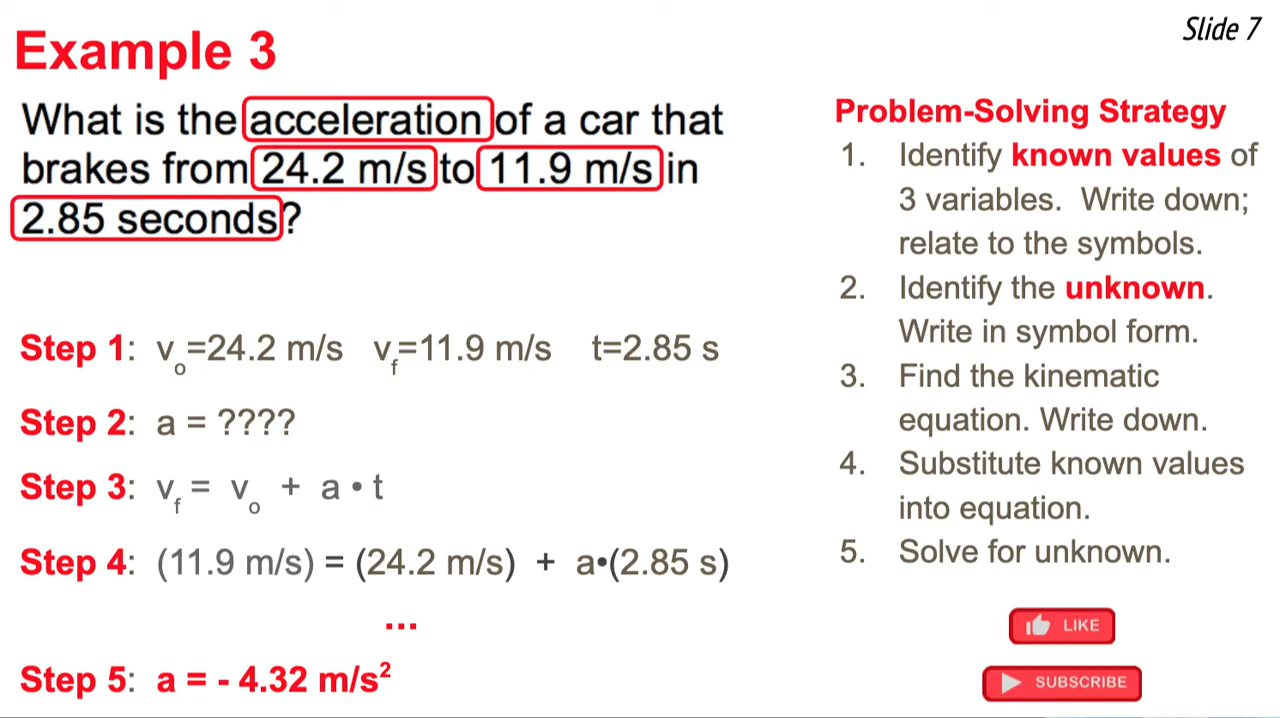 Slide 7
Example 3
What is the acceleration of a car that
brakes from 24.2 m/s to 11.9 m/s in
2.85 seconds?
Step 1: vo=24.2 m/s vf=11.9 m/s t=2.85 s
Step 2: a = ????
Step 3: vf = vo + a • t
Step 4: (11.9 m/s) = (24.2 m/s) + a•(2.85 s)
...
Step 5: a = - 4.32 m/s²
Problem-Solving Strategy
1. Identify known values of
3 variables. Write down;
relate to the symbols.
2. Identify the unknown.
Write in symbol form.
3. Find the kinematic
equation. Write down.
4. Substitute known values
into equation.
5. Solve for unknown.
LIKE
SUBSCRIBE